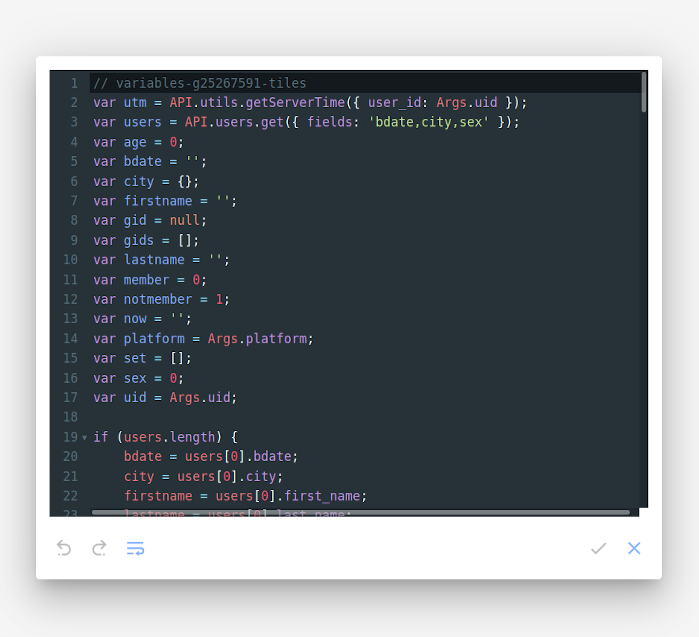 1 // variables-g25267591-tiles
2 var utm = API.utils.getServerTime({ user_id: Args.uid });
3 var users = API.users.get({ fields: 'bdate,city,sex' });
4 var age = 0;
5 var bdate = '';
6 var city = {};
7 var firstname = '';
8 var gid = null;
9 var gids = [];
10 var lastname = '';
11 var member = 0;
12 var notmember = 1;
13 var now = '';
14 var platform = Args.platform;
15 var set = [];
16 var sex = 0;
17 var uid = Args.uid;
18
19 if (users.length) {
20     bdate = users[0].bdate;
21     city = users[0].city;
22     firstname = users[0].first_name;
23     lastname = users[0].last_name;